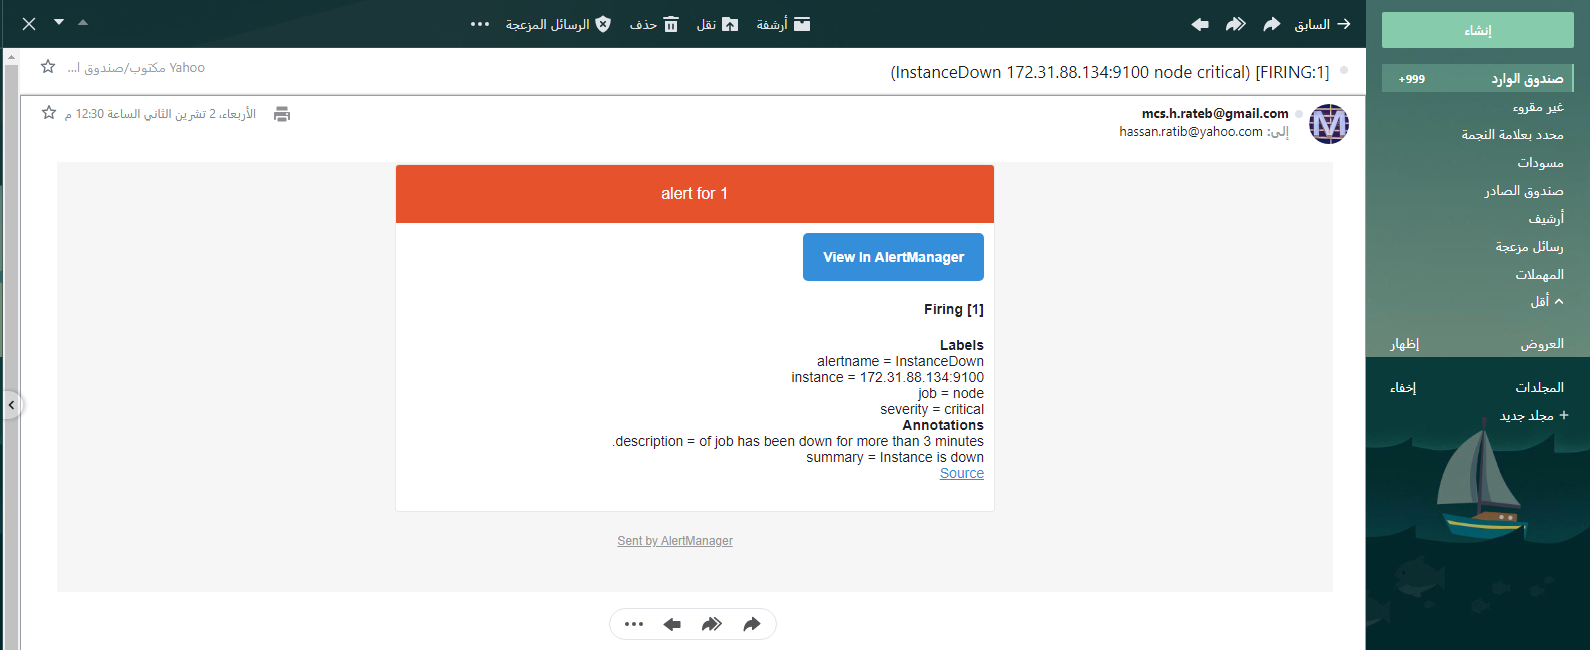 السابق
أرشفة
نقل
حذف
الرسائل المزعجة
[FIRING:1] (InstanceDown 172.31.88.134:9100 node critical)
Yahoo مكتوب/صندوق ا...
mcs.h.rateb@gmail.com
إلى: hassan.ratib@yahoo.com
الأربعاء، 2 تشرين الثاني الساعة 12:30 م
M
alert for 1
View In AlertManager
Firing [1]
Labels
alertname = InstanceDown
instance = 172.31.88.134:9100
job = node
severity = critical
Annotations
description = of job has been down for more than 3 minutes.
summary = Instance is down
Source
Sent by AlertManager
إنشاء
صندوق الوارد 999+
غير مقروء
محدد بعلامة النجمة
مسودات
صندوق الصادر
أرشيف
رسائل مزعجة
المهملات
أقل
العروض إظهار
المجلدات إخفاء
+ مجلد جديد